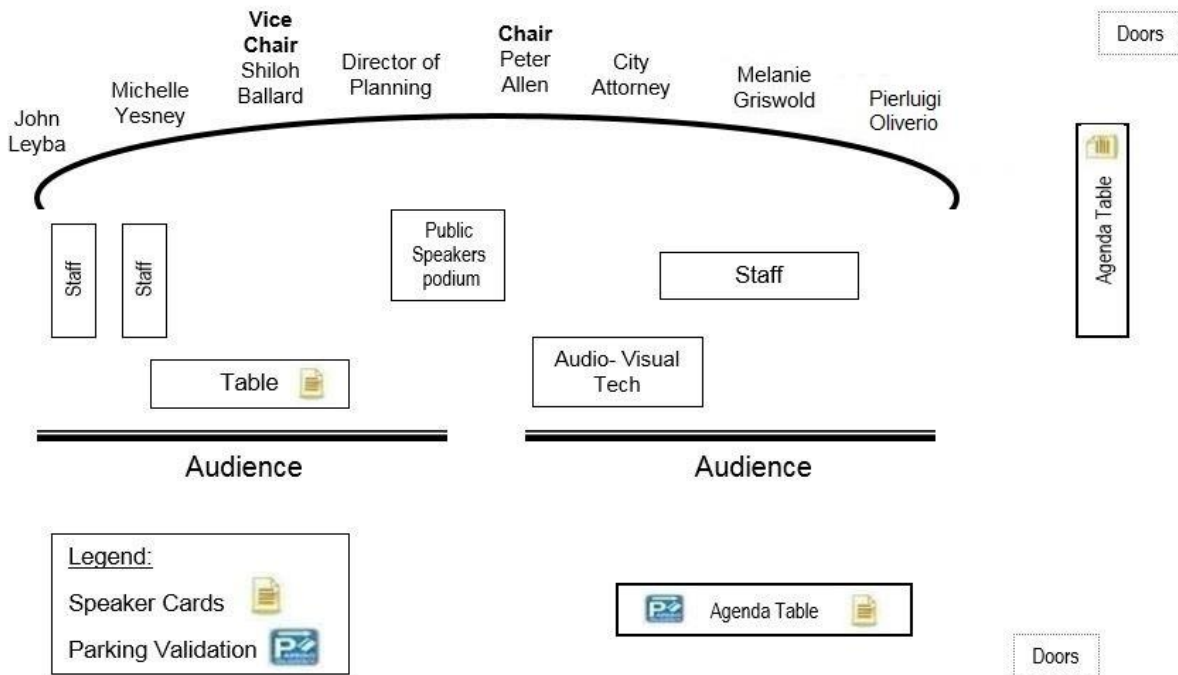 Vice
Chair
Shiloh
Ballard
Director of
Planning
Chair
Peter
Allen
City
Attorney
Melanie
Griswold
Pierluigi
Oliverio
Michelle
Yesney
John
Leyba
Doors
Agenda Table
Staff
Staff
Public
Speakers
podium
Staff
Table
Audio- Visual
Tech
Audience
Audience
Legend:
Speaker Cards
Parking Validation
P
P
Agenda Table
Doors